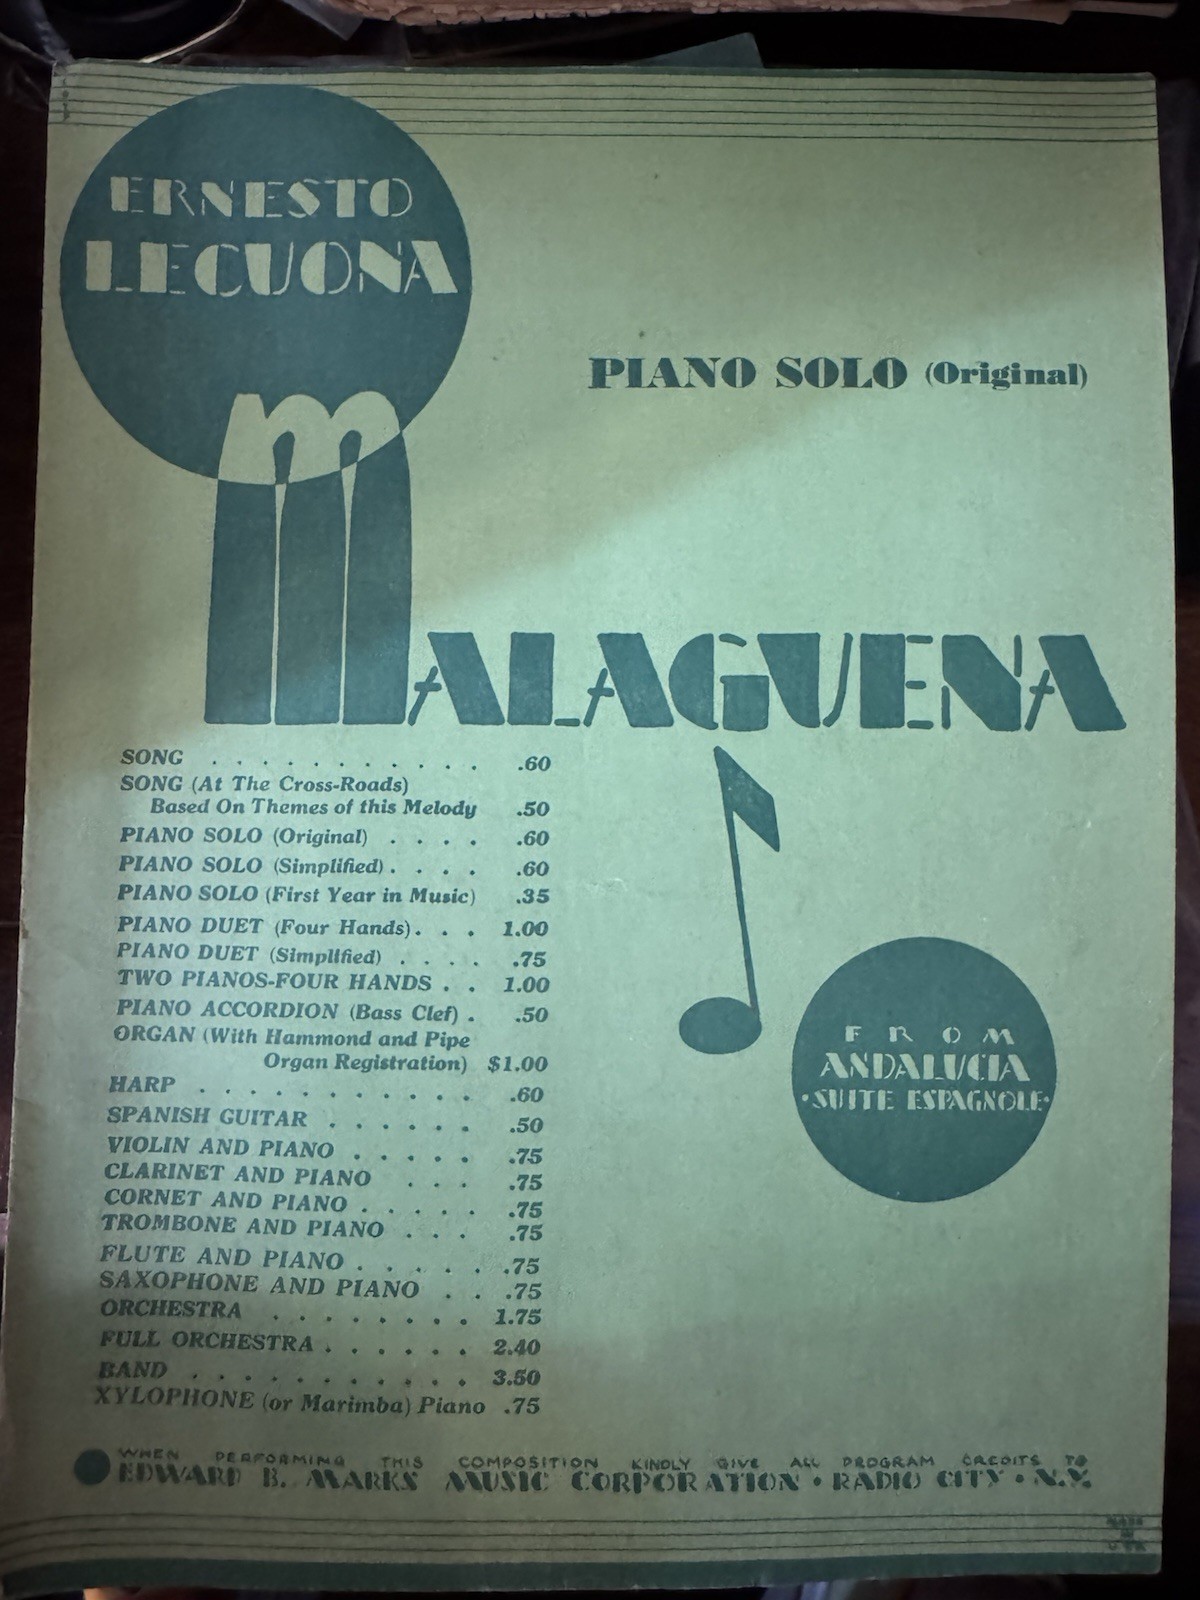 ERNESTO
LECUONA
PIANO SOLO (Original)
MALAGUENA
SONG . . . . . . . . . . . .60
SONG (At The Cross-Roads)
Based On Themes of this Melody .50
PIANO SOLO (Original) . . . . .60
PIANO SOLO (Simplified) . . . . .60
PIANO SOLO (First Year in Music) .35
PIANO DUET (Four Hands) . . . 1.00
PIANO DUET (Simplified) . . . . .75
TWO PIANOS-FOUR HANDS . . 1.00
PIANO ACCORDION (Bass Clef) . .50
ORGAN (With Hammond and Pipe
Organ Registration) $1.00
HARP . . . . . . . . . . . .60
SPANISH GUITAR . . . . . . .50
VIOLIN AND PIANO . . . . . .75
CLARINET AND PIANO . . . .75
CORNET AND PIANO . . . . . .75
TROMBONE AND PIANO . . . .75
FLUTE AND PIANO . . . . . .75
SAXOPHONE AND PIANO . . .75
ORCHESTRA . . . . . . . . 1.75
FULL ORCHESTRA . . . . . . 2.40
BAND . . . . . . . . . . . 3.50
XYLOPHONE (or Marimba) Piano .75
FROM
ANDALUCIA
•SUITE ESPAGNOLE•
WHEN PERFORMING THIS COMPOSITION KINDLY GIVE ALL PROGRAM CREDITS TO
EDWARD B. MARKS MUSIC CORPORATION • RADIO CITY • N.Y.
MADE
IN
U.S.A.